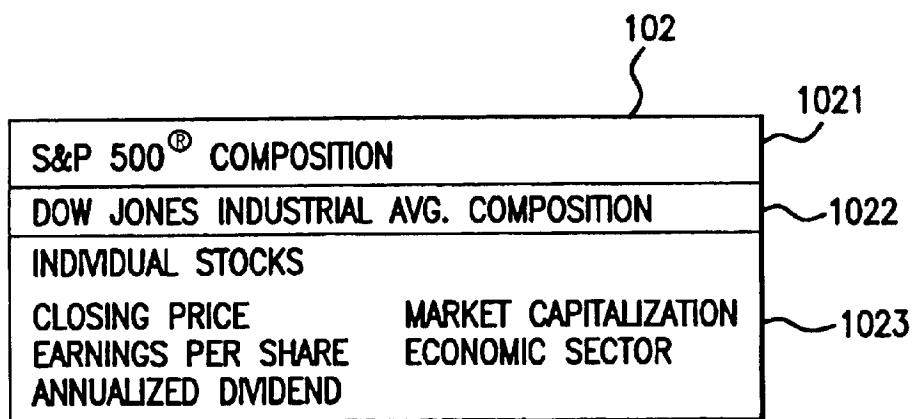 102
1021
S&P 500® COMPOSITION
DOW JONES INDUSTRIAL AVG. COMPOSITION
1022
INDIVIDUAL STOCKS
CLOSING PRICE MARKET CAPITALIZATION
1023
EARNINGS PER SHARE ECONOMIC SECTOR
ANNUALIZED DIVIDEND